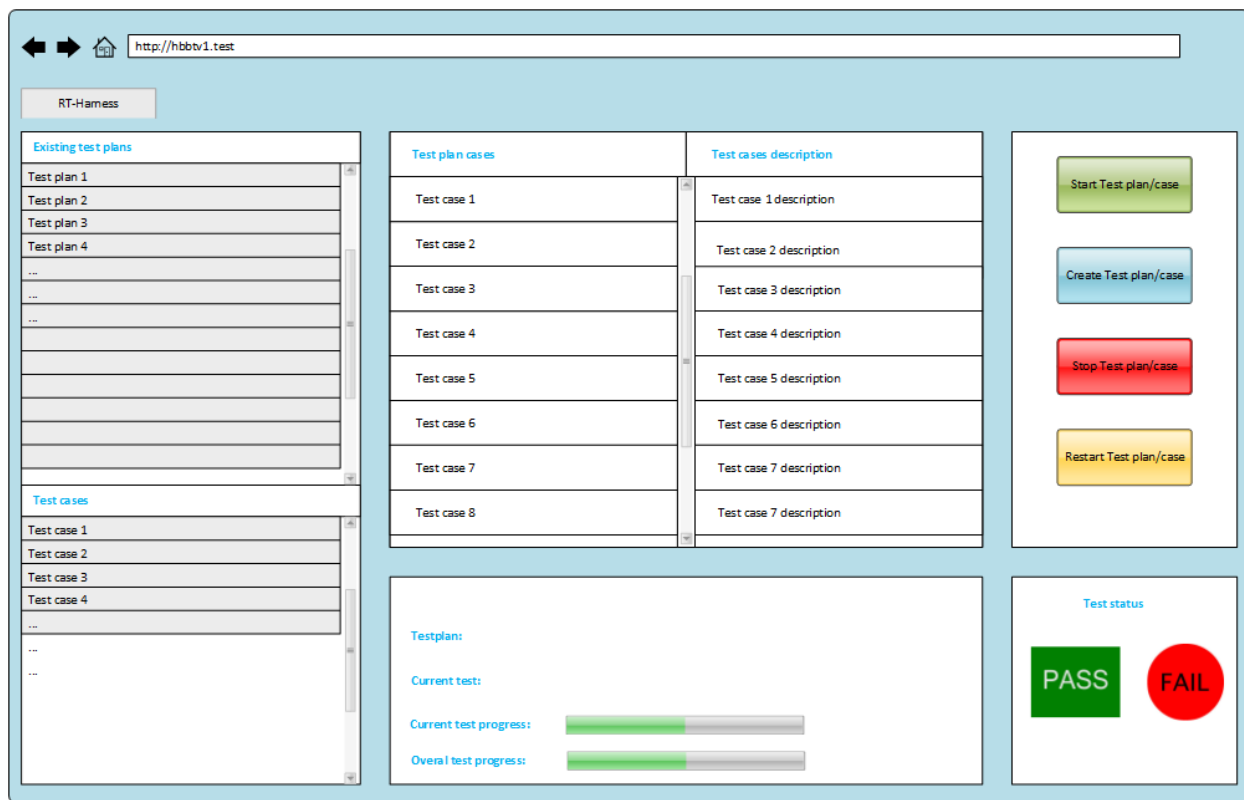 http://hbbtv1.test
RT-Harness
Existing test plans
Test plan 1
Test plan 2
Test plan 3
Test plan 4
...
...
...
Test cases
Test case 1
Test case 2
Test case 3
Test case 4
...
...
...
Test plan cases
Test cases description
Test case 1
Test case 1 description
Test case 2
Test case 2 description
Test case 3
Test case 3 description
Test case 4
Test case 4 description
Test case 5
Test case 5 description
Test case 6
Test case 6 description
Test case 7
Test case 7 description
Test case 8
Test case 7 description
Start Test plan/case
Create Test plan/case
Stop Test plan/case
Restart Test plan/case
Testplan:
Current test:
Current test progress:
Overal test progress:
Test status
PASS
FAIL